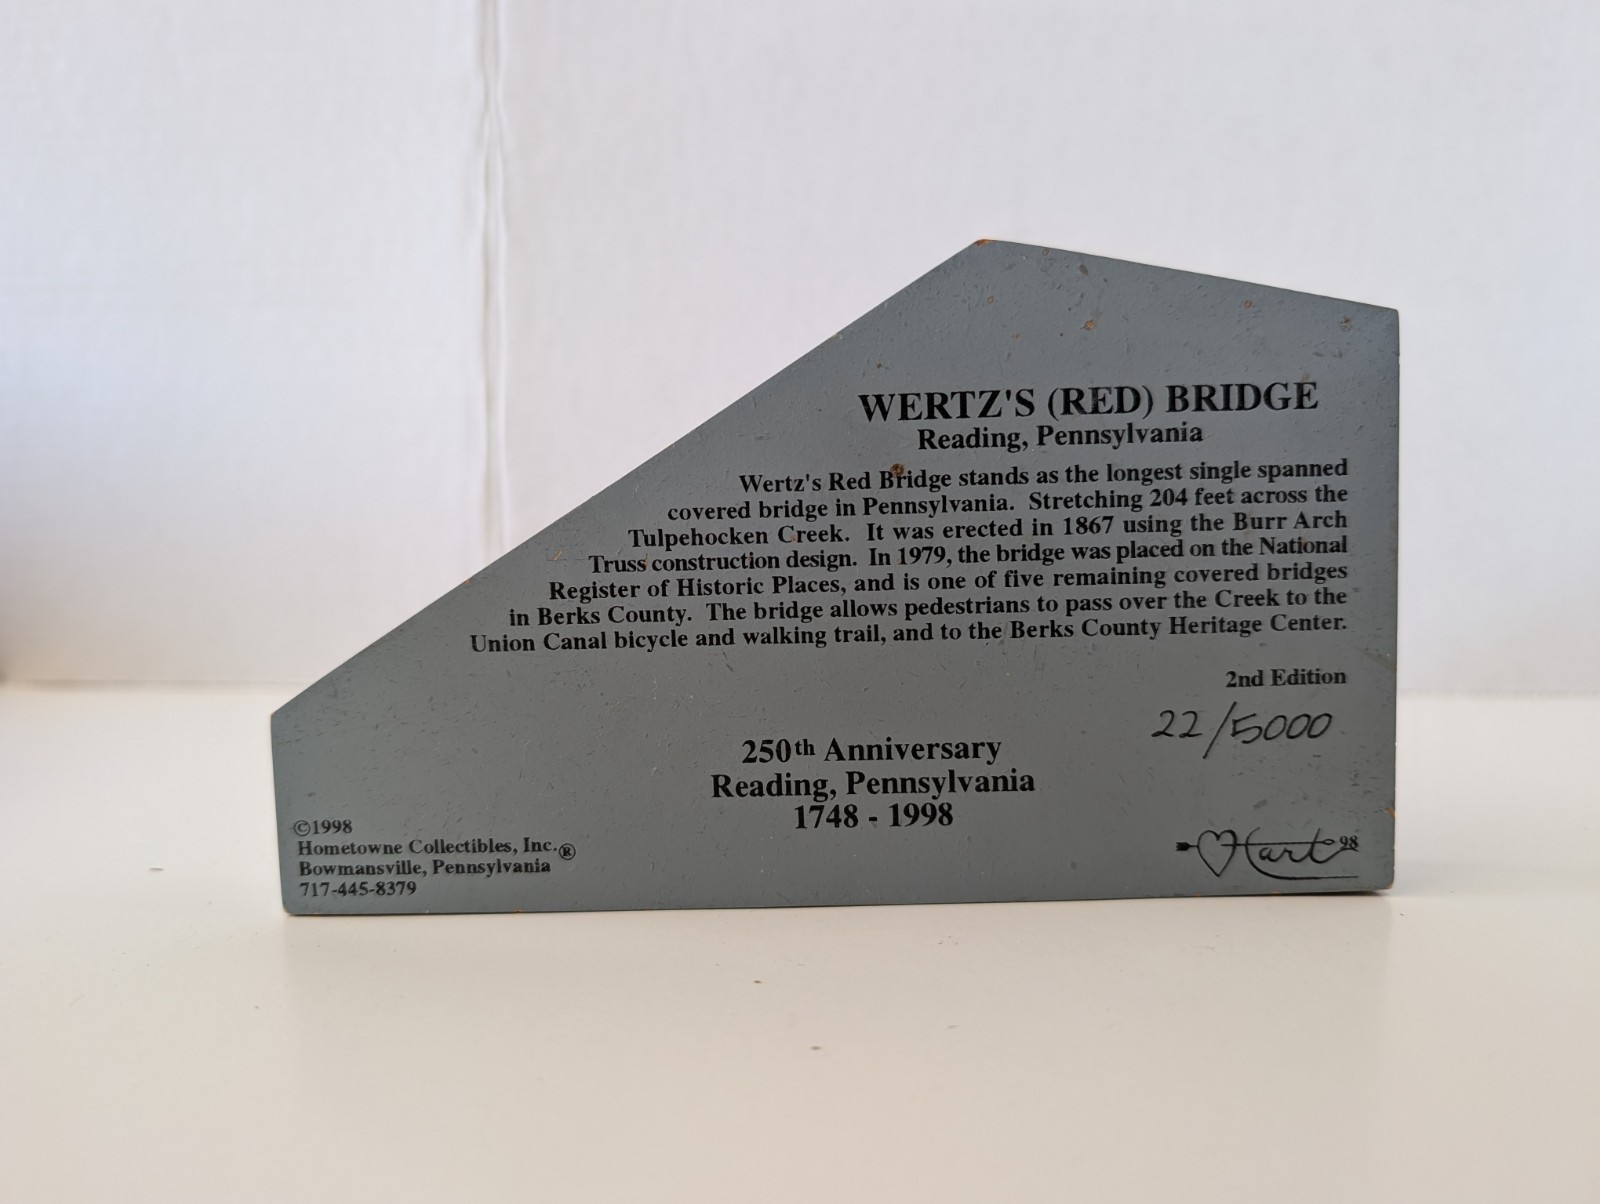 WERTZ'S (RED) BRIDGE
Reading, Pennsylvania
Wertz's Red Bridge stands as the longest single spanned
covered bridge in Pennsylvania. Stretching 204 feet across the
Tulpehocken Creek. It was erected in 1867 using the Burr Arch
Truss construction design. In 1979, the bridge was placed on the National
Register of Historic Places, and is one of five remaining covered bridges
in Berks County. The bridge allows pedestrians to pass over the Creek to the
Union Canal bicycle and walking trail, and to the Berks County Heritage Center.
2nd Edition
22/5000
250th Anniversary
Reading, Pennsylvania
1748 - 1998
©1998
Hometowne Collectibles, Inc.®
Bowmansville, Pennsylvania
717-445-8379
Hart 98